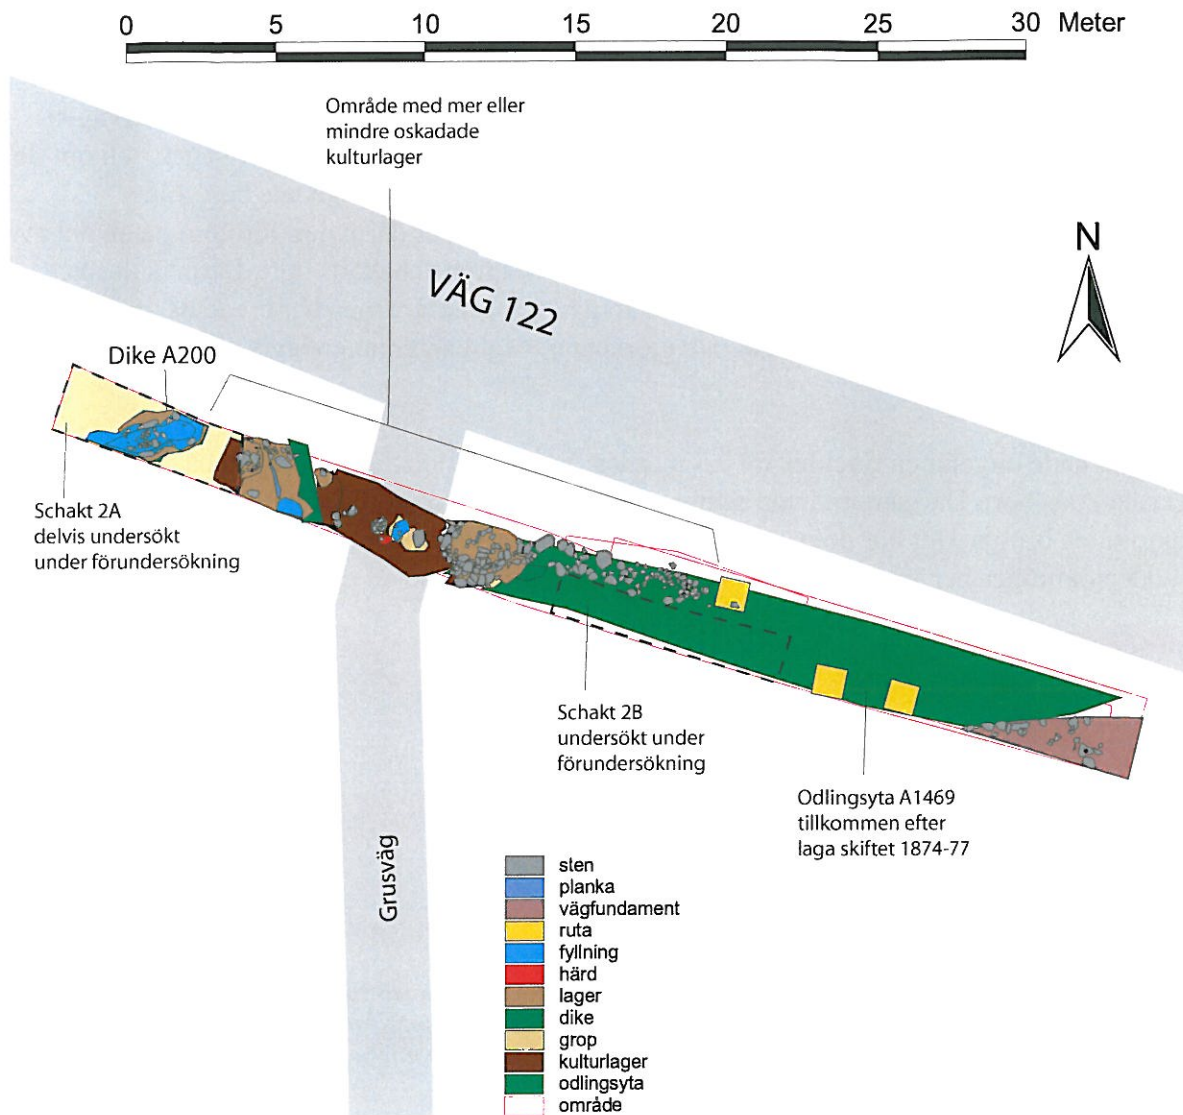 0 5 10 15 20 25 30 Meter
Område med mer eller
mindre oskadade
kulturlager
N
VÄG 122
Dike A200
Schakt 2A
delvis undersökt
under förundersökning
Schakt 2B
undersökt under
förundersökning
Odlingsyta A1469
tillkommen efter
laga skiftet 1874-77
Grusväg
sten
planka
vägfundament
ruta
fyllning
härd
lager
dike
grop
kulturlager
odlingsyta
område